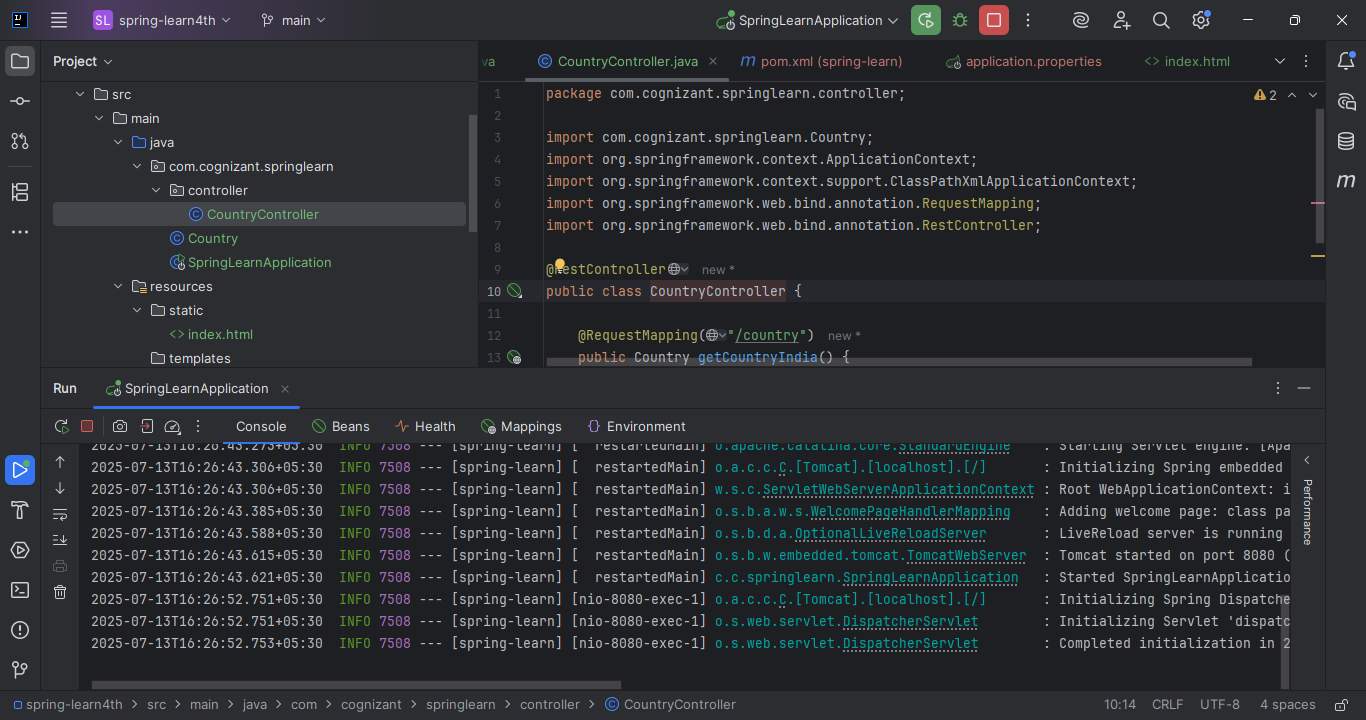 SL spring-learn4th main SpringLearnApplication
Project
src
main
java
com.cognizant.springlearn
controller
CountryController
Country
SpringLearnApplication
resources
static
index.html
templates
va CountryController.java pom.xml (spring-learn) application.properties index.html
1 package com.cognizant.springlearn.controller; 2
2
3 import com.cognizant.springlearn.Country;
4 import org.springframework.context.ApplicationContext;
5 import org.springframework.context.support.ClassPathXmlApplicationContext;
6 import org.springframework.web.bind.annotation.RequestMapping;
7 import org.springframework.web.bind.annotation.RestController;
8
9 @RestController new *
10 public class CountryController {
11
12 @RequestMapping("/country") new *
13 public Country getCountryIndia() {
Run SpringLearnApplication
Console Beans Health Mappings Environment
2025-07-13T16:26:43.273+05:30 INFO 7508 --- [spring-learn] [ restartedMain] o.apache.catalina.core.StandardEngine : Starting Servlet engine: [Apa
2025-07-13T16:26:43.306+05:30 INFO 7508 --- [spring-learn] [ restartedMain] o.a.c.c.C.[Tomcat].[localhost].[/] : Initializing Spring embedded
2025-07-13T16:26:43.306+05:30 INFO 7508 --- [spring-learn] [ restartedMain] w.s.c.ServletWebServerApplicationContext : Root WebApplicationContext: i
2025-07-13T16:26:43.385+05:30 INFO 7508 --- [spring-learn] [ restartedMain] o.s.b.a.w.s.WelcomePageHandlerMapping : Adding welcome page: class pa
2025-07-13T16:26:43.588+05:30 INFO 7508 --- [spring-learn] [ restartedMain] o.s.b.d.a.OptionalLiveReloadServer : LiveReload server is running
2025-07-13T16:26:43.615+05:30 INFO 7508 --- [spring-learn] [ restartedMain] o.s.b.w.embedded.tomcat.TomcatWebServer : Tomcat started on port 8080 (
2025-07-13T16:26:43.621+05:30 INFO 7508 --- [spring-learn] [ restartedMain] c.c.springlearn.SpringLearnApplication : Started SpringLearnApplicatio
2025-07-13T16:26:52.751+05:30 INFO 7508 --- [spring-learn] [nio-8080-exec-1] o.a.c.c.C.[Tomcat].[localhost].[/] : Initializing Spring Dispatche
2025-07-13T16:26:52.751+05:30 INFO 7508 --- [spring-learn] [nio-8080-exec-1] o.s.web.servlet.DispatcherServlet : Initializing Servlet 'dispatc
2025-07-13T16:26:52.753+05:30 INFO 7508 --- [spring-learn] [nio-8080-exec-1] o.s.web.servlet.DispatcherServlet : Completed initialization in 2
Performance
spring-learn4th > src > main > java > com > cognizant > springlearn > controller > CountryController 10:14 CRLF UTF-8 4 spaces